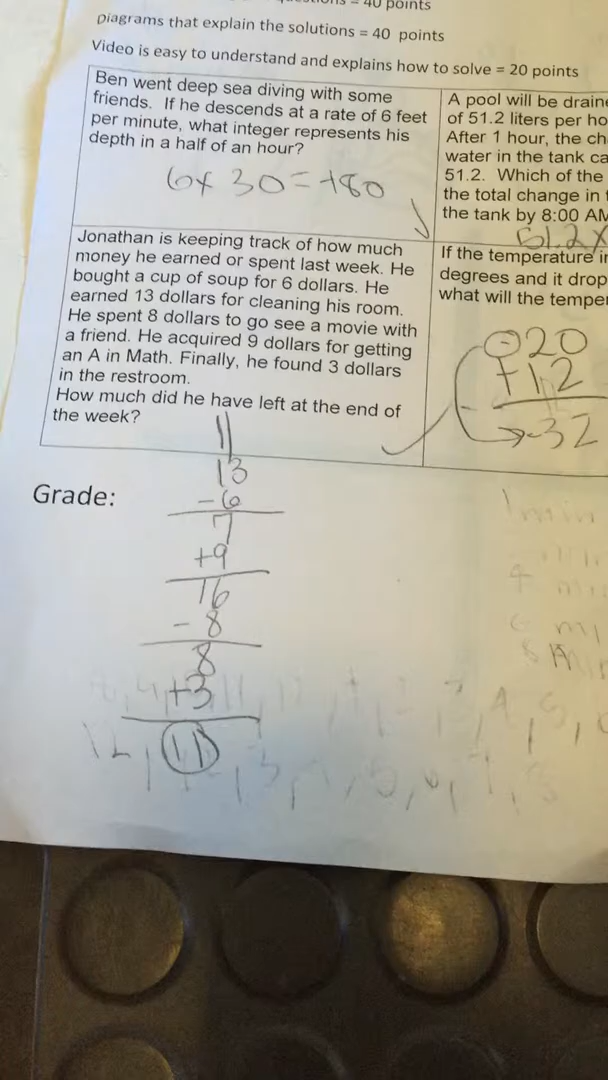 = 40 points
Diagrams that explain the solutions = 40 points
Video is easy to understand and explains how to solve = 20 points
Ben went deep sea diving with some
friends. If he descends at a rate of 6 feet
per minute, what integer represents his
depth in a half of an hour?
6x 30 = +80
A pool will be draine
of 51.2 liters per ho
After 1 hour, the ch
water in the tank ca
51.2. Which of the
the total change in
the tank by 8:00 AM
51.2 x
Jonathan is keeping track of how much
money he earned or spent last week. He
bought a cup of soup for 6 dollars. He
earned 13 dollars for cleaning his room.
He spent 8 dollars to go see a movie with
a friend. He acquired 9 dollars for getting
an A in Math. Finally, he found 3 dollars
in the restroom.
How much did he have left at the end of
the week?
11
If the temperature i
degrees and it drop
what will the tempe
-20
+12
-32
Grade:
13
-6
7
+9
16
-8
8
+3
11